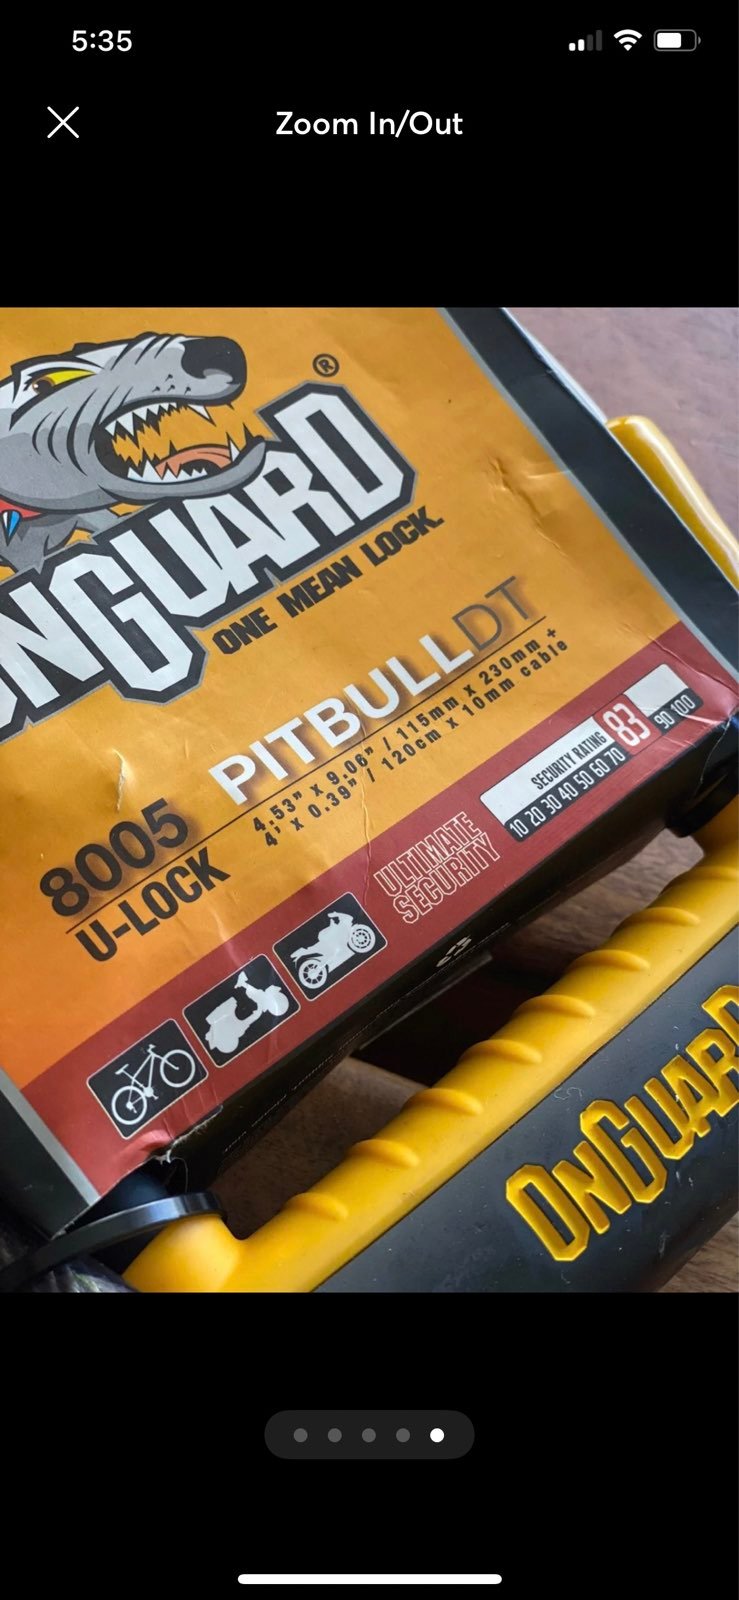 5:35
Zoom In/Out
®
ONGUARD
ONE MEAN LOCK.
8005 PITBULLDT
U-LOCK
4.53" x 9.06" / 115mm x 230mm +
4' x 0.39" / 120cm x 10mm cable
ULTIMATE
SECURITY
SECURITY RATING
10 20 30 40 50 60 70 83 90 100
ONGUARD